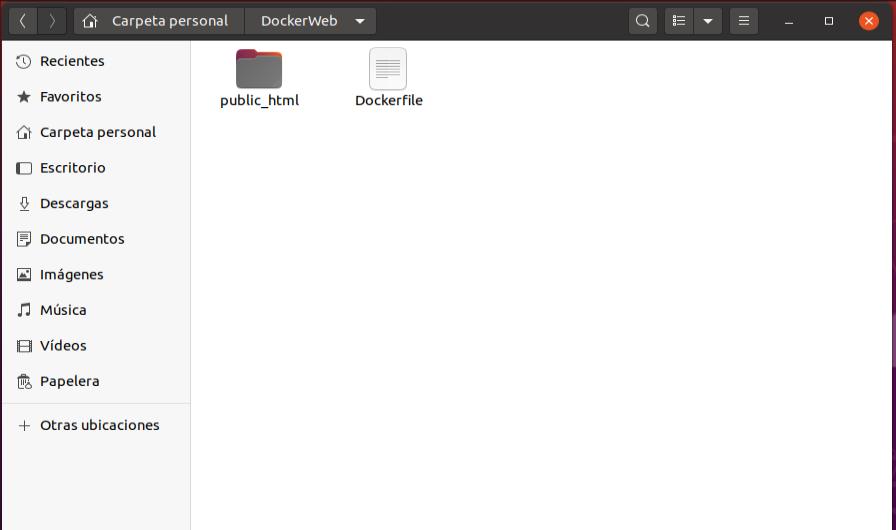 Carpeta personal DockerWeb
Recientes
Favoritos
Carpeta personal
Escritorio
Descargas
Documentos
Imágenes
Música
Vídeos
Papelera
Otras ubicaciones
public_html Dockerfile